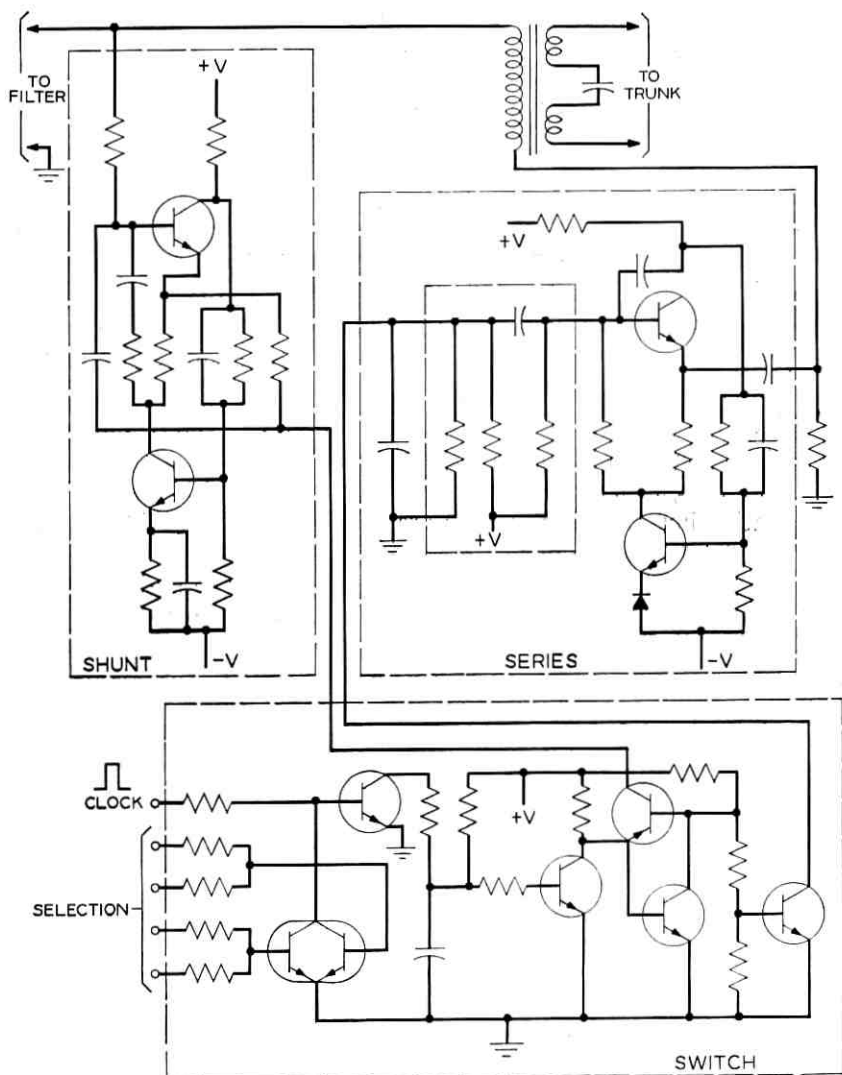 TO
FILTER
+V
TO
TRUNK
+V
+V
SHUNT
-V
SERIES
-V
CLOCK
+V
SELECTION
SWITCH